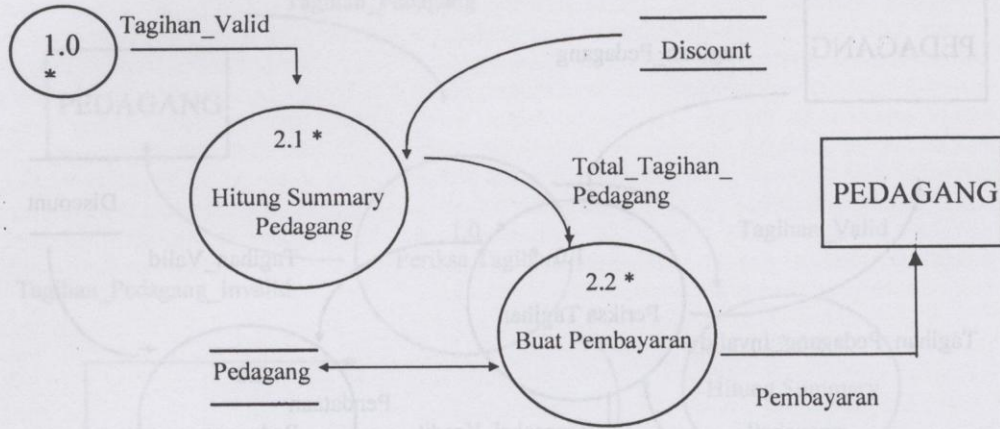 1.0
*
Tagihan_Valid
Discount
2.1 *
Hitung Summary
Pedagang
Total_Tagihan_
Pedagang
PEDAGANG
2.2 *
Buat Pembayaran
Pedagang
Pembayaran